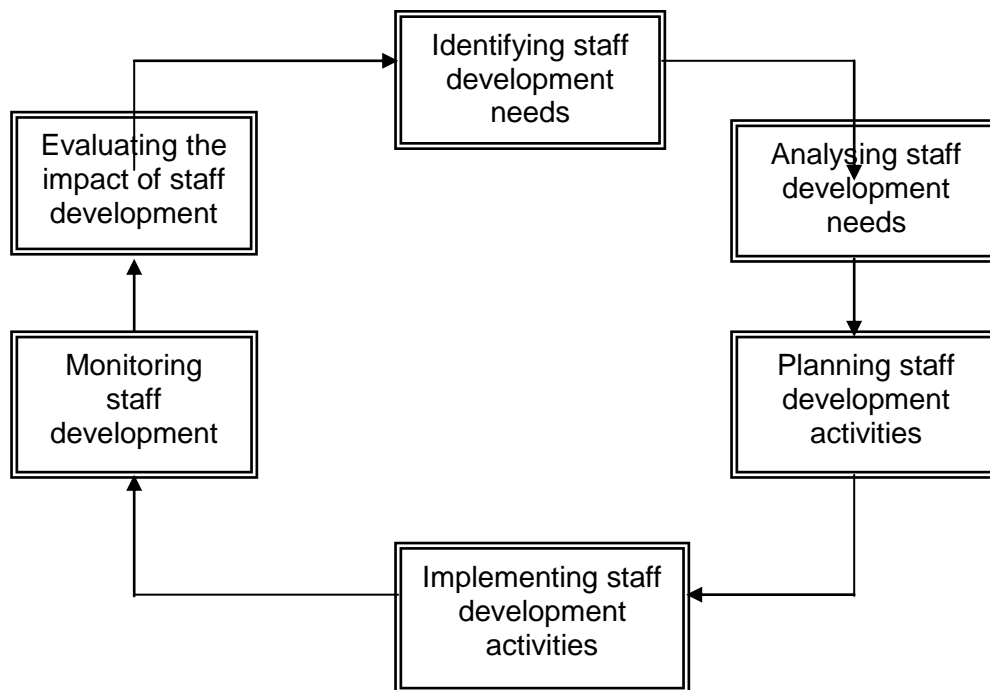 Identifying staff
development
needs
Analysing staff
development
needs
Planning staff
development
activities
Implementing staff
development
activities
Monitoring
staff
development
Evaluating the
impact of staff
development